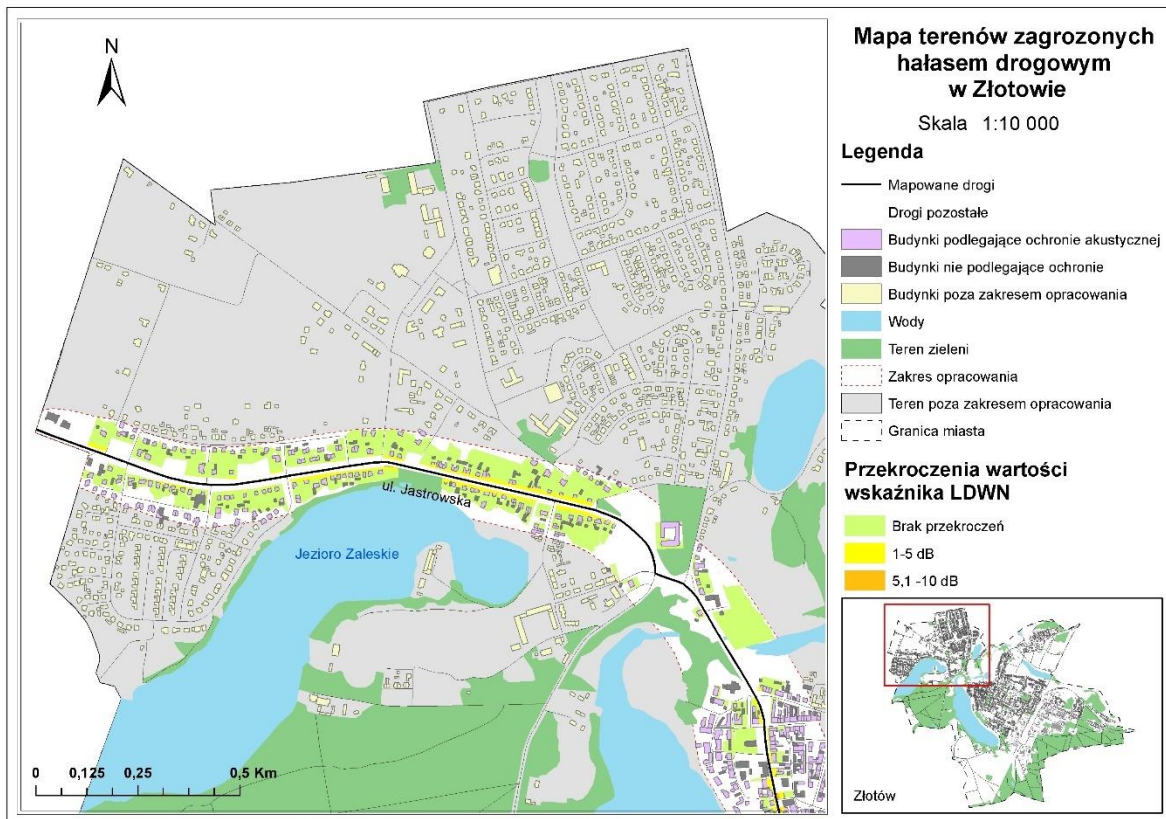 Mapa terenów zagrozonych
hałasem drogowym
w Złotowie
Skala 1:10 000
Legenda
Mapowane drogi
Drogi pozostałe
Budynki podlegające ochronie akustycznej
Budynki nie podlegające ochronie
Budynki poza zakresem opracowania
Wody
Teren zieleni
Zakres opracowania
Teren poza zakresem opracowania
Granica miasta
Przekroczenia wartości
wskaźnika LDWN
Brak przekroczeń
1-5 dB
5,1 -10 dB
Złotów
N
ul. Jastrowska
Jezioro Zaleskie
0 0,125 0,25 0,5 Km